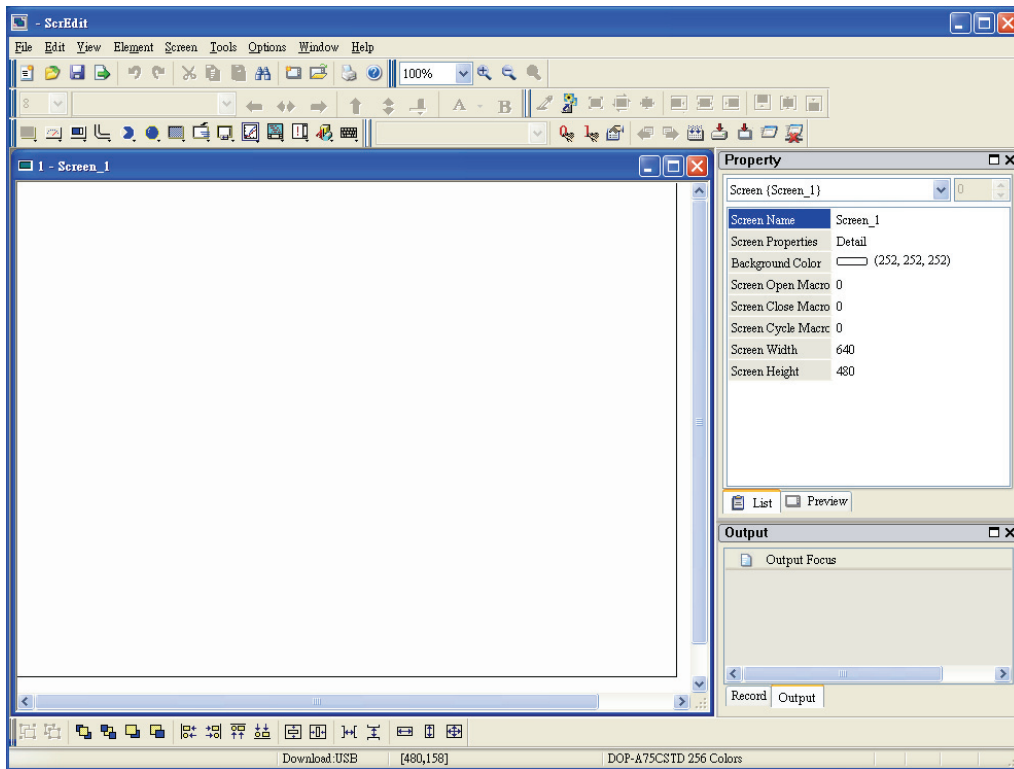 - ScrEdit
File Edit View Element Screen Tools Options Window Help
100%
8
A - B
1 - Screen_1
Property
Screen {Screen_1}
0
Screen Name Screen_1
Screen Properties Detail
Background Color (252, 252, 252)
Screen Open Macro 0
Screen Close Macro 0
Screen Cycle Macro 0
Screen Width 640
Screen Height 480
List Preview
Output
Output Focus
Record Output
Download:USB [480,158] DOP-A75CSTD 256 Colors